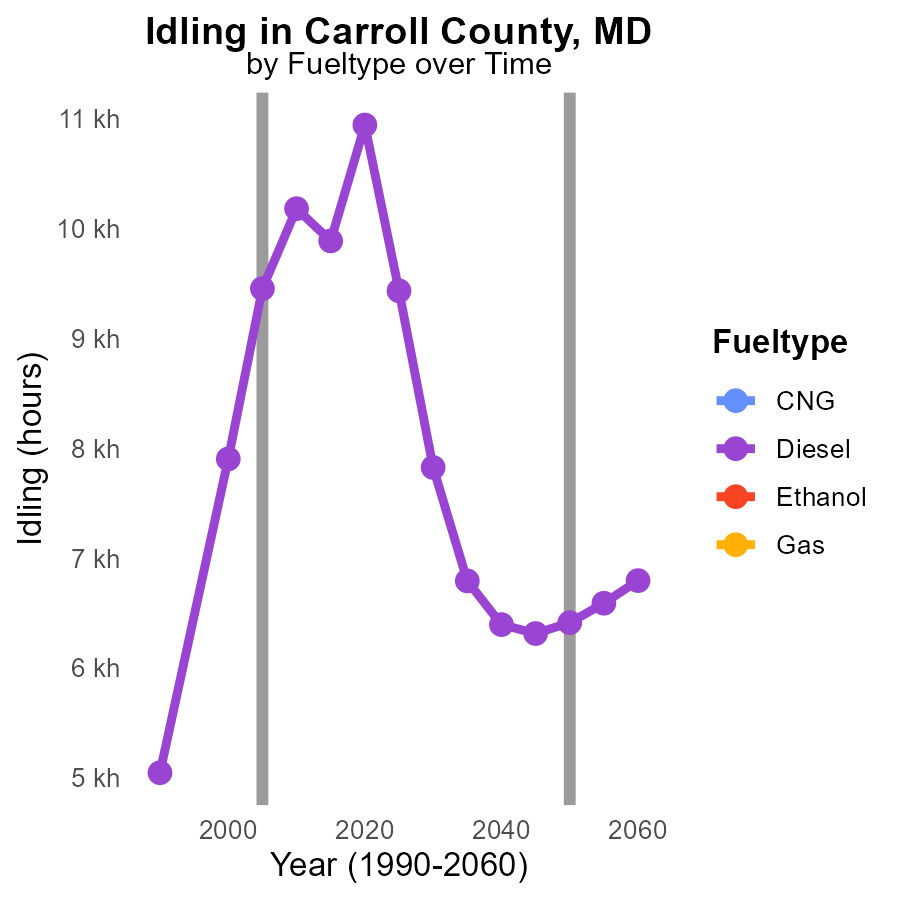 Idling in Carroll County, MD
by Fueltype over Time
Idling (hours)
11 kh
10 kh
9 kh
8 kh
7 kh
6 kh
5 kh
2000
2020
2040
2060
Year (1990-2060)
Fueltype
CNG
Diesel
Ethanol
Gas